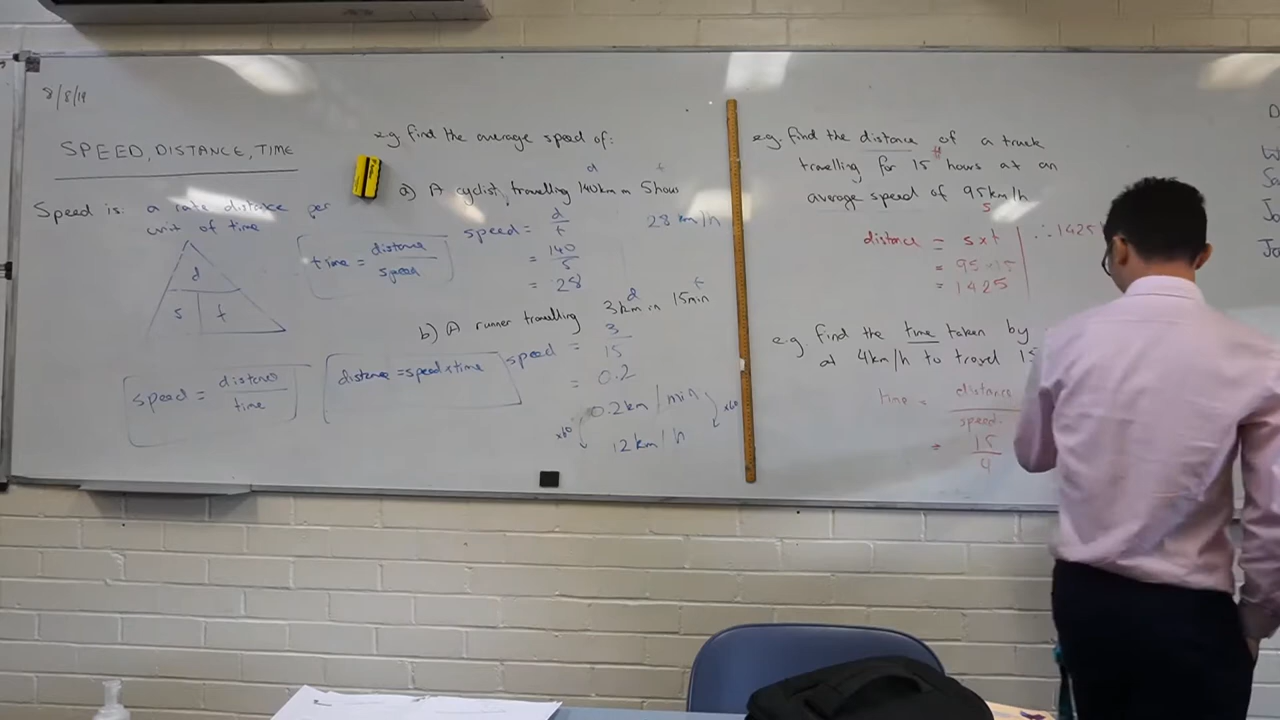 8/8/19
SPEED, DISTANCE, TIME
Speed is: a rate distance per
unit of time
d
s t
speed = distance / time
time = distance / speed
distance = speed x time
e.g. find the average speed of:
d t
a) A cyclist travelling 140km in 5 hours
speed = d / t
= 140 / 5
= 28
28 km/h
d t
b) A runner travelling 3km in 15min
speed = 3 / 15
= 0.2
0.2km/min
x60 x60
12km/h
e.g. find the distance of a truck
travelling for 15 hours at an
average speed of 95km/h
s
distance = s x t
= 95 x 15
= 1425
∴ 1425
e.g find the time taken by
at 4km/h to travel 15
time = distance / speed
= 15 / 4